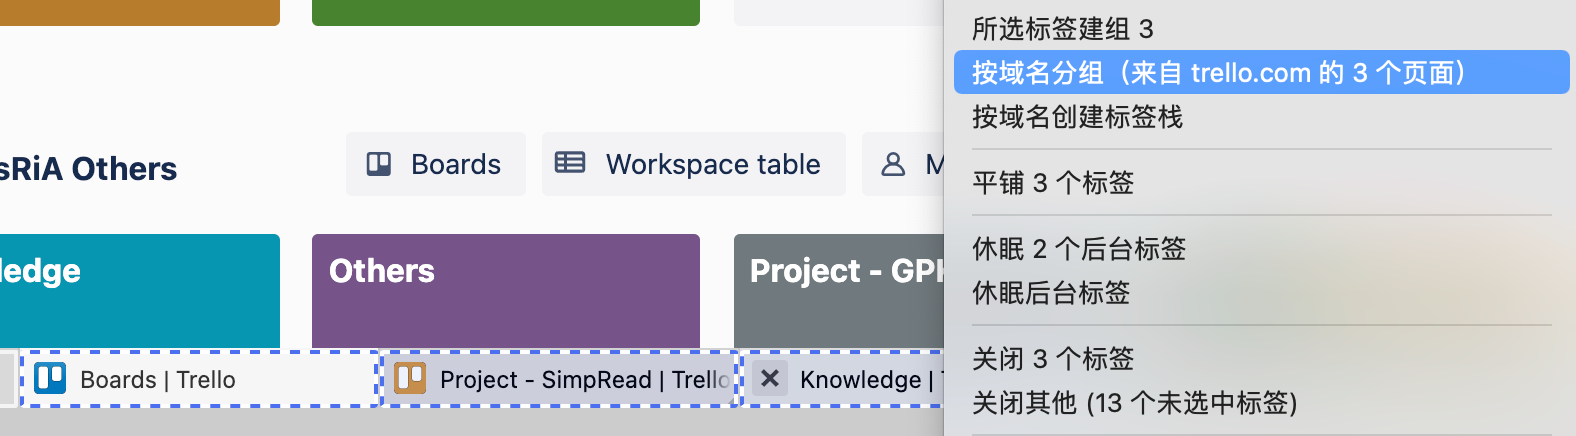 所选标签建组 3
按域名分组（来自 trello.com 的 3 个页面）
按域名创建标签栈
平铺 3 个标签
休眠 2 个后台标签
休眠后台标签
关闭 3 个标签
关闭其他 (13 个未选中标签)
sRiA Others
Boards
Workspace table
M
ledge
Others
Project - GP
Boards | Trello
Project - SimpRead | Trello
Knowledge |